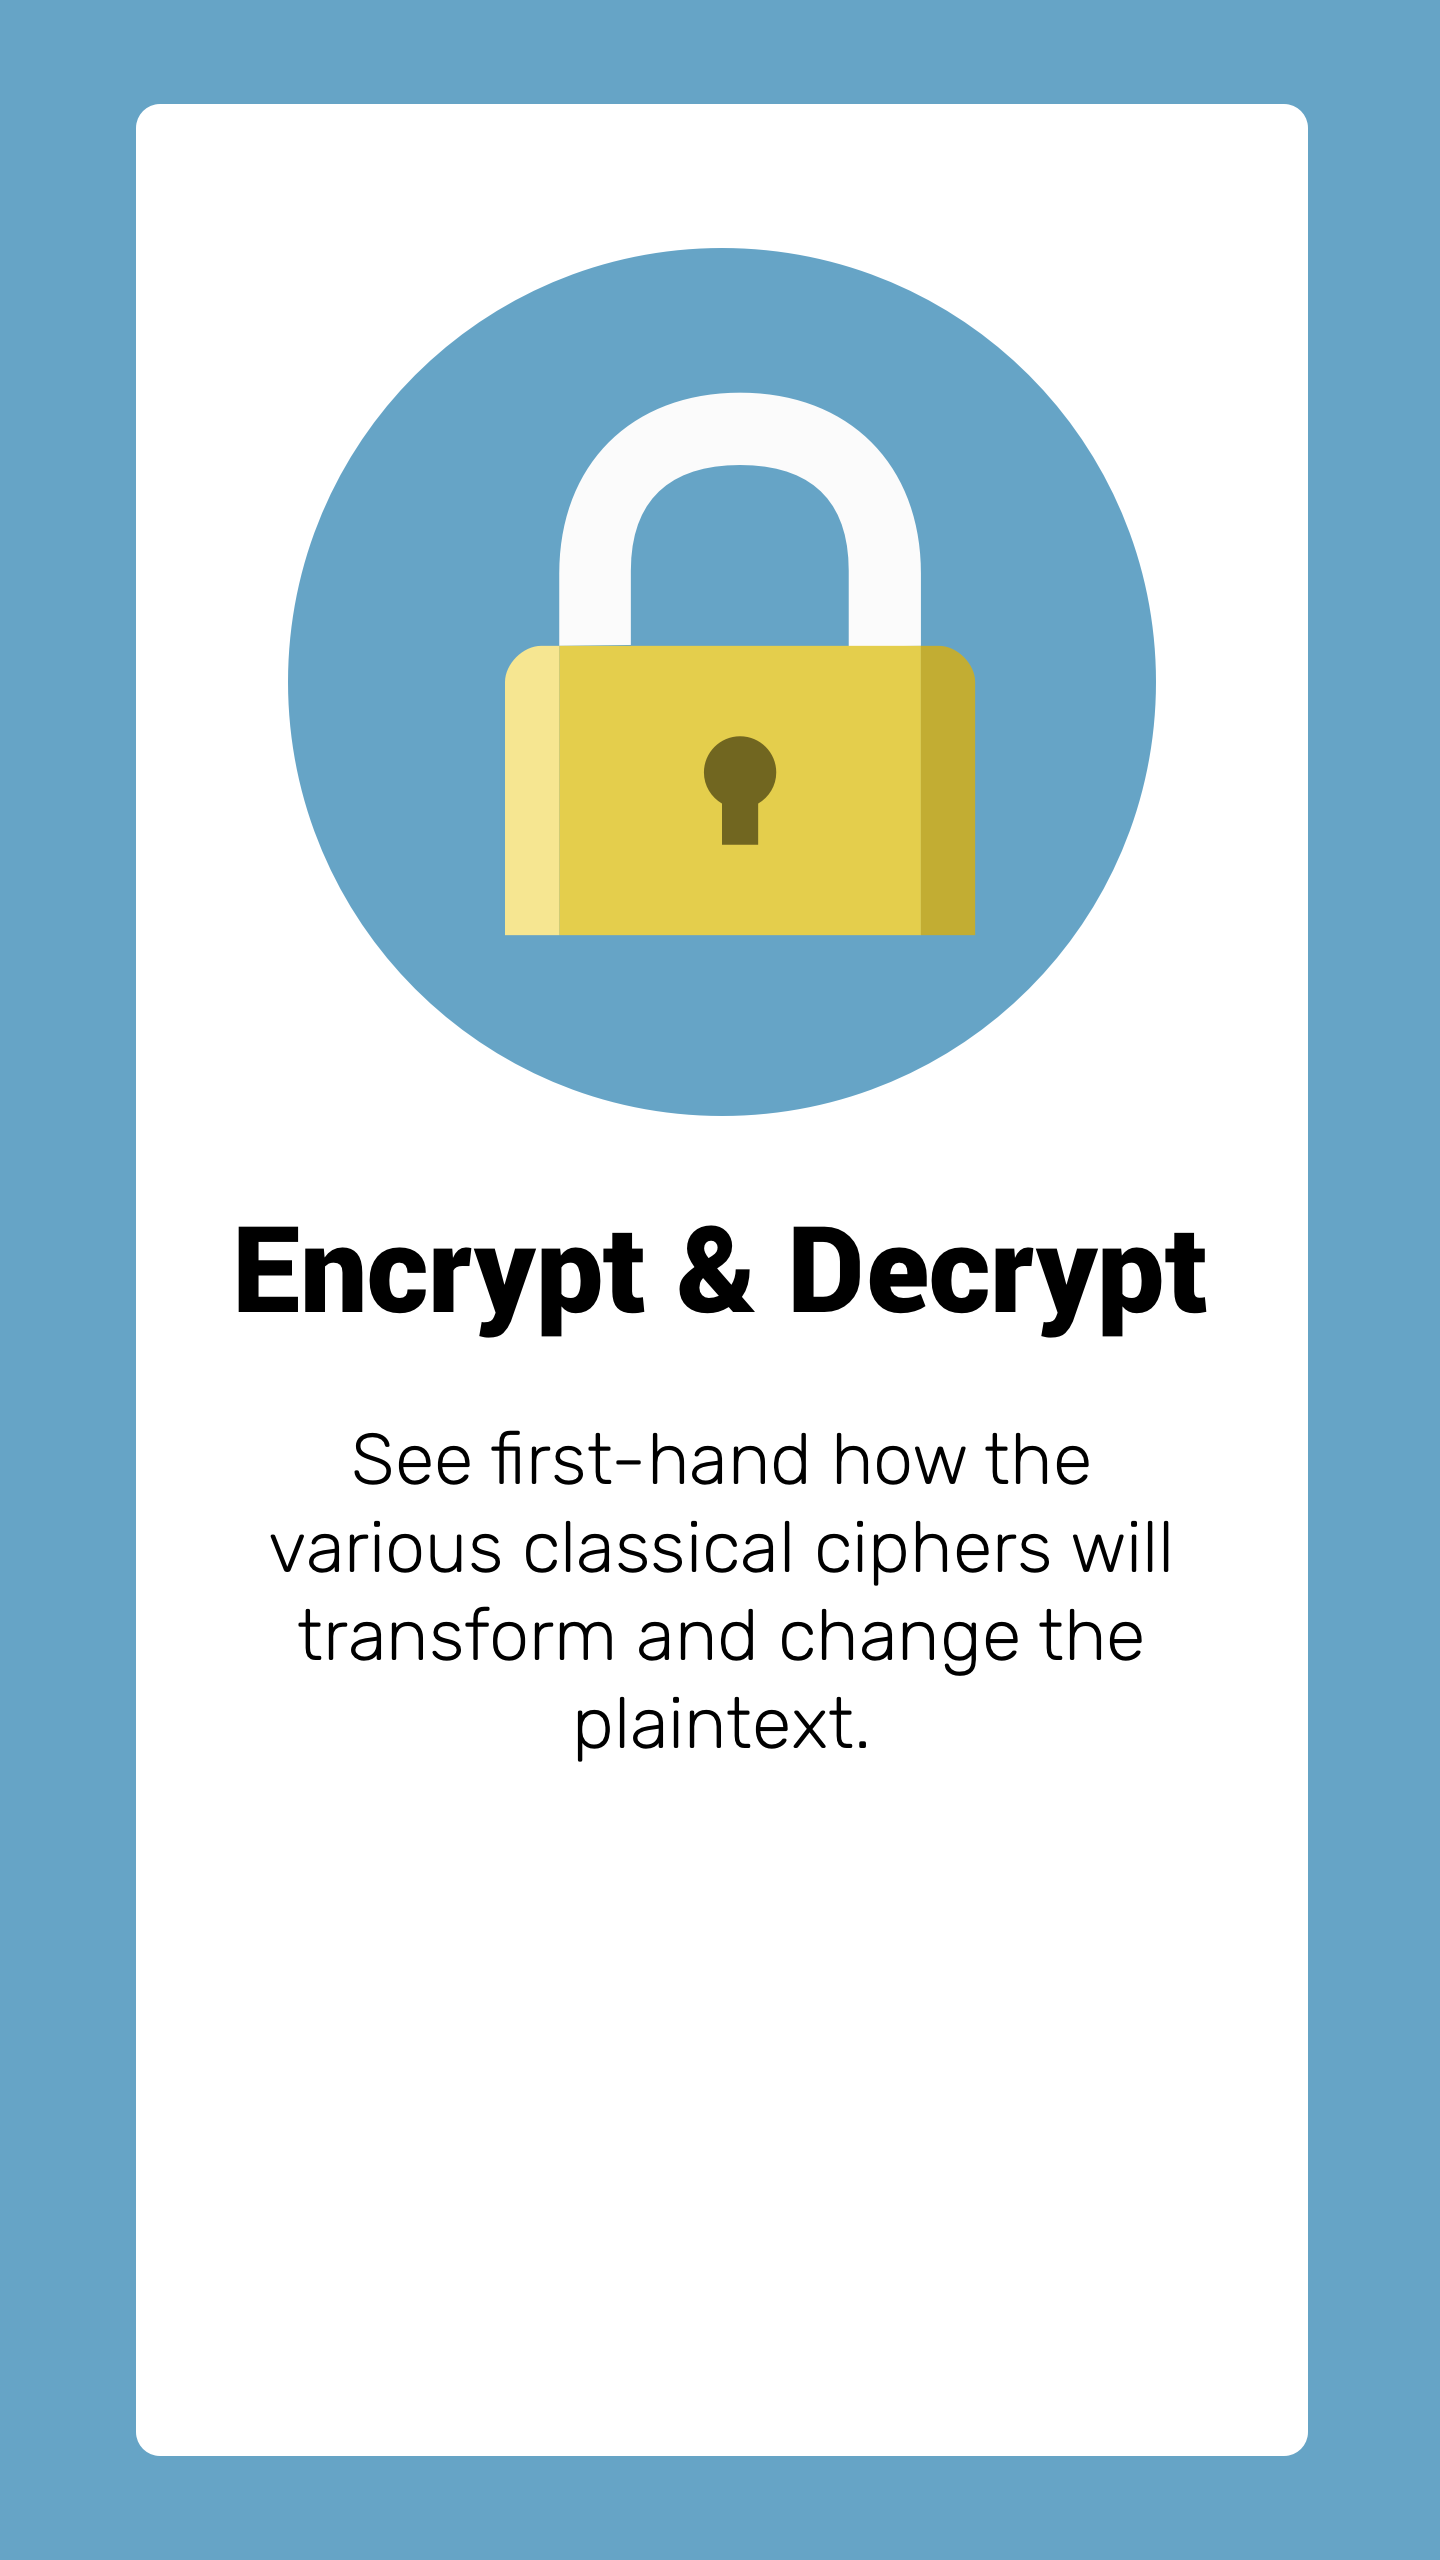 Encrypt & Decrypt
See first-hand how the
various classical ciphers will
transform and change the
plaintext.